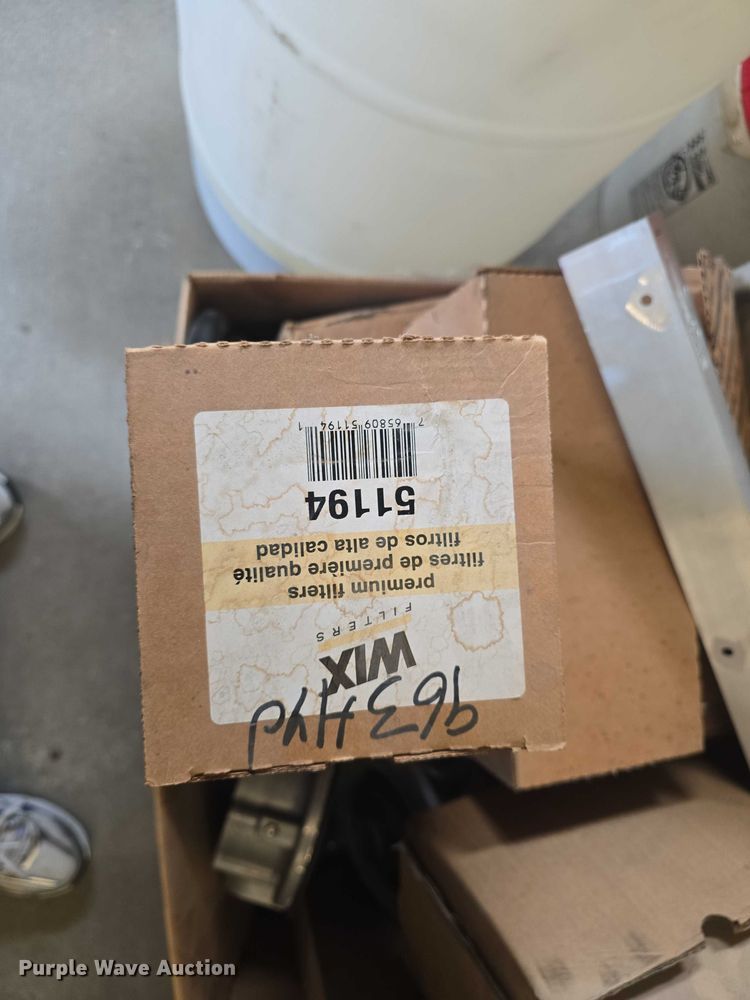 963 Hyd
WIX
FILTERS
premium filters
filtres de première qualité
filtros de alta calidad
51194
7 65809 51194 1
Purple Wave Auction